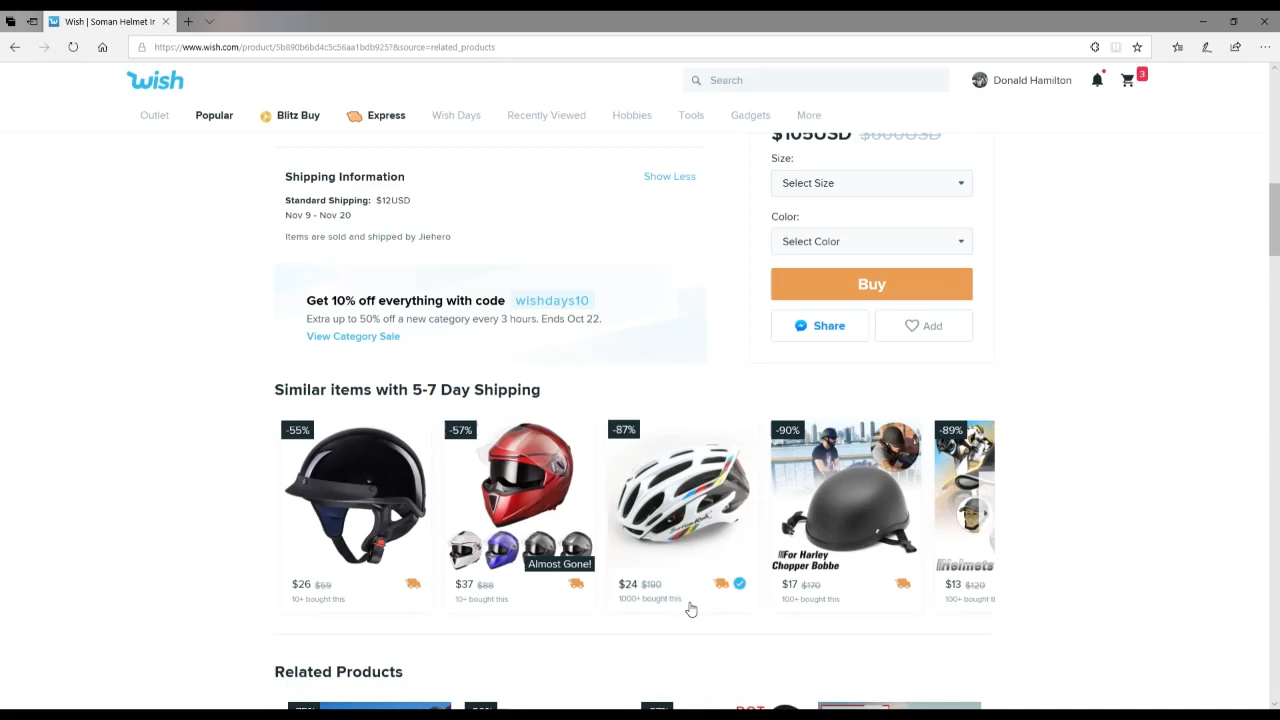 Wish | Soman Helmet In
https://www.wish.com/product/5b890b6bd4c5c56aa1bdb925?&source=related_products
wish
Search
Donald Hamilton
3
Outlet
Popular
Blitz Buy
Express
Wish Days
Recently Viewed
Hobbies
Tools
Gadgets
More
$105USD $600USD
Shipping Information
Show Less
Standard Shipping: $12USD
Nov 9 - Nov 20
Items are sold and shipped by Jiehero
Size:
Select Size
Color:
Select Color
Buy
Share
Add
Get 10% off everything with code wishdays10
Extra up to 50% off a new category every 3 hours. Ends Oct 22.
View Category Sale
Similar items with 5-7 Day Shipping
-55%
$26 $59
10+ bought this
-57%
Almost Gone!
$37 $88
10+ bought this
-87%
$24 $190
1000+ bought this
-90%
For Harley
Chopper Bobbe
$17 $170
100+ bought this
-89%
Helmets
$13 $120
100+ bought t
Related Products